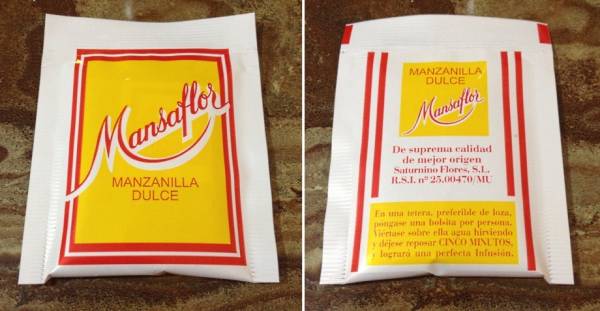 Mansaflor
MANZANILLA
DULCE
MANZANILLA
DULCE
Mansaflor
De suprema calidad
de mejor origen
Saturnino Flores, S.L.
R.S.I. nº 25.00470/MU
En una tetera, preferible de loza,
póngase una bolsita por persona.
Viértase sobre ella agua hirviendo
y déjese reposar CINCO MINUTOS,
y logrará una perfecta Infusión.